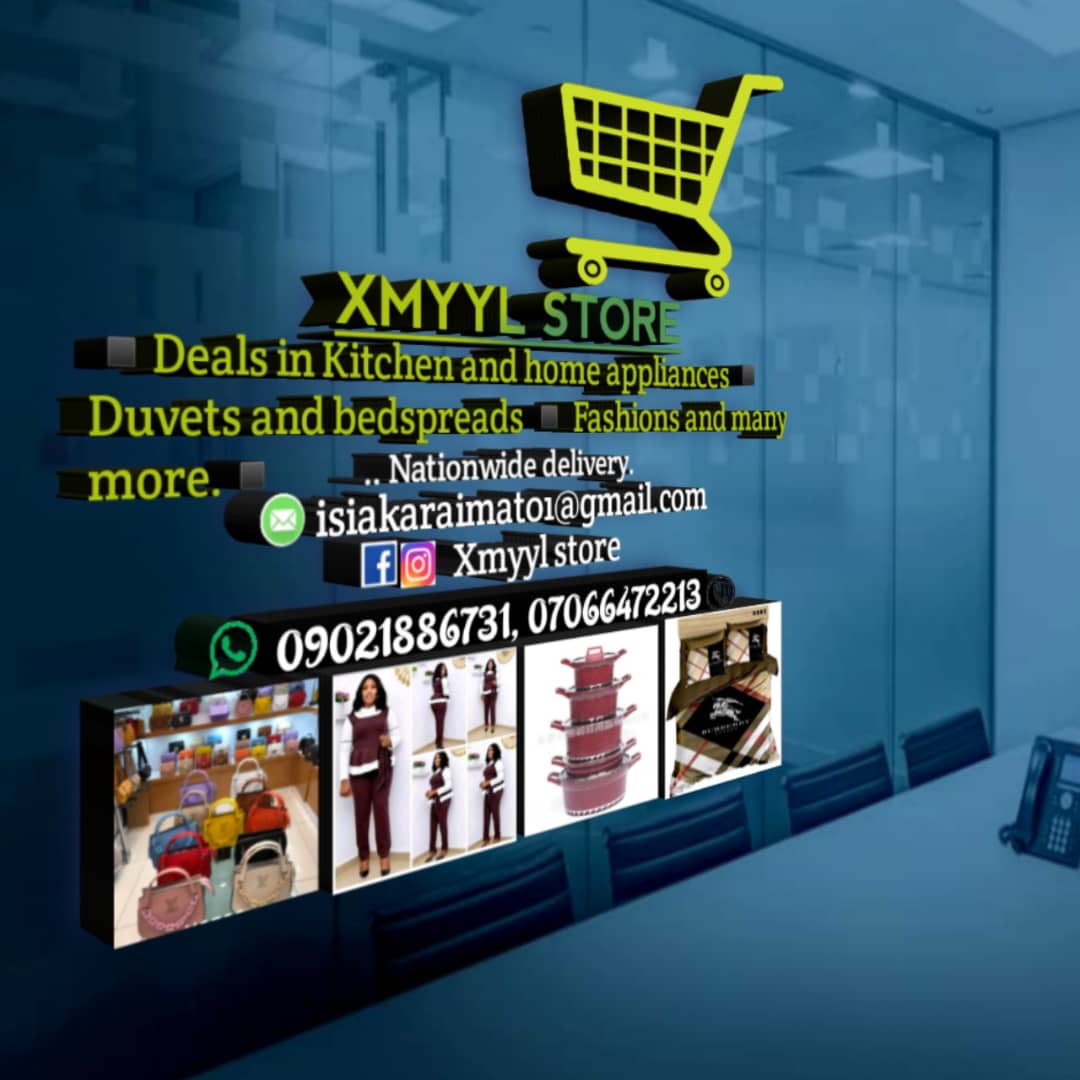 XMYYL STORE
Deals in Kitchen and home appliances
Duvets and bedspreads Fashions and many
more.
.. Nationwide delivery.
isiakaraimat01@gmail.com
Xmyyl store
09021886731, 07066472213
BURBERRY